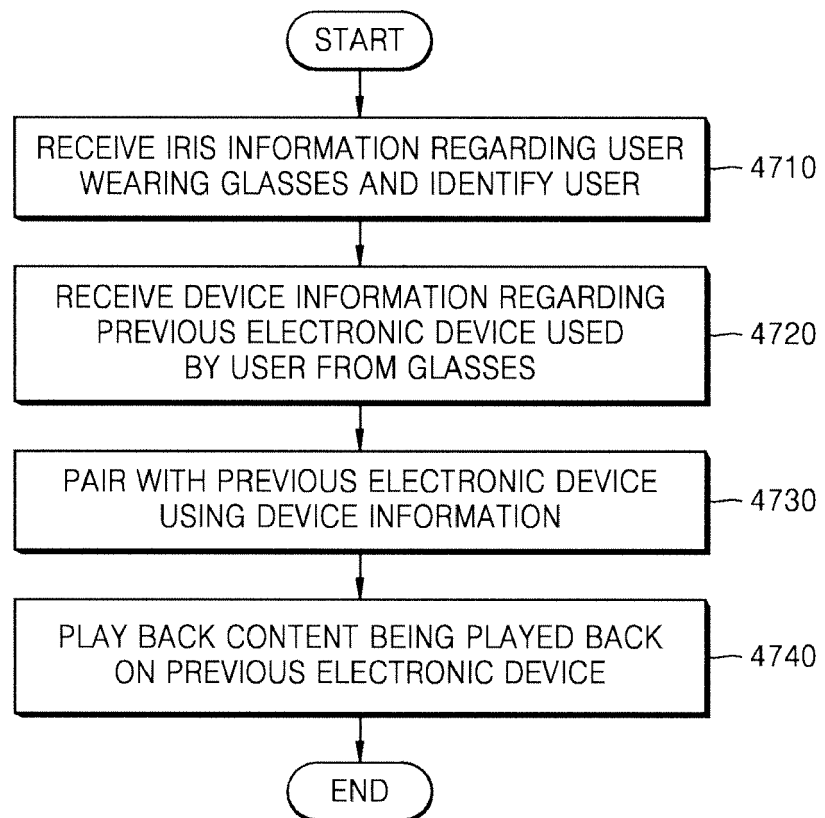 START
RECEIVE IRIS INFORMATION REGARDING USER
WEARING GLASSES AND IDENTIFY USER
4710
RECEIVE DEVICE INFORMATION REGARDING
PREVIOUS ELECTRONIC DEVICE USED
BY USER FROM GLASSES
4720
PAIR WITH PREVIOUS ELECTRONIC DEVICE
USING DEVICE INFORMATION
4730
PLAY BACK CONTENT BEING PLAYED BACK
ON PREVIOUS ELECTRONIC DEVICE
4740
END